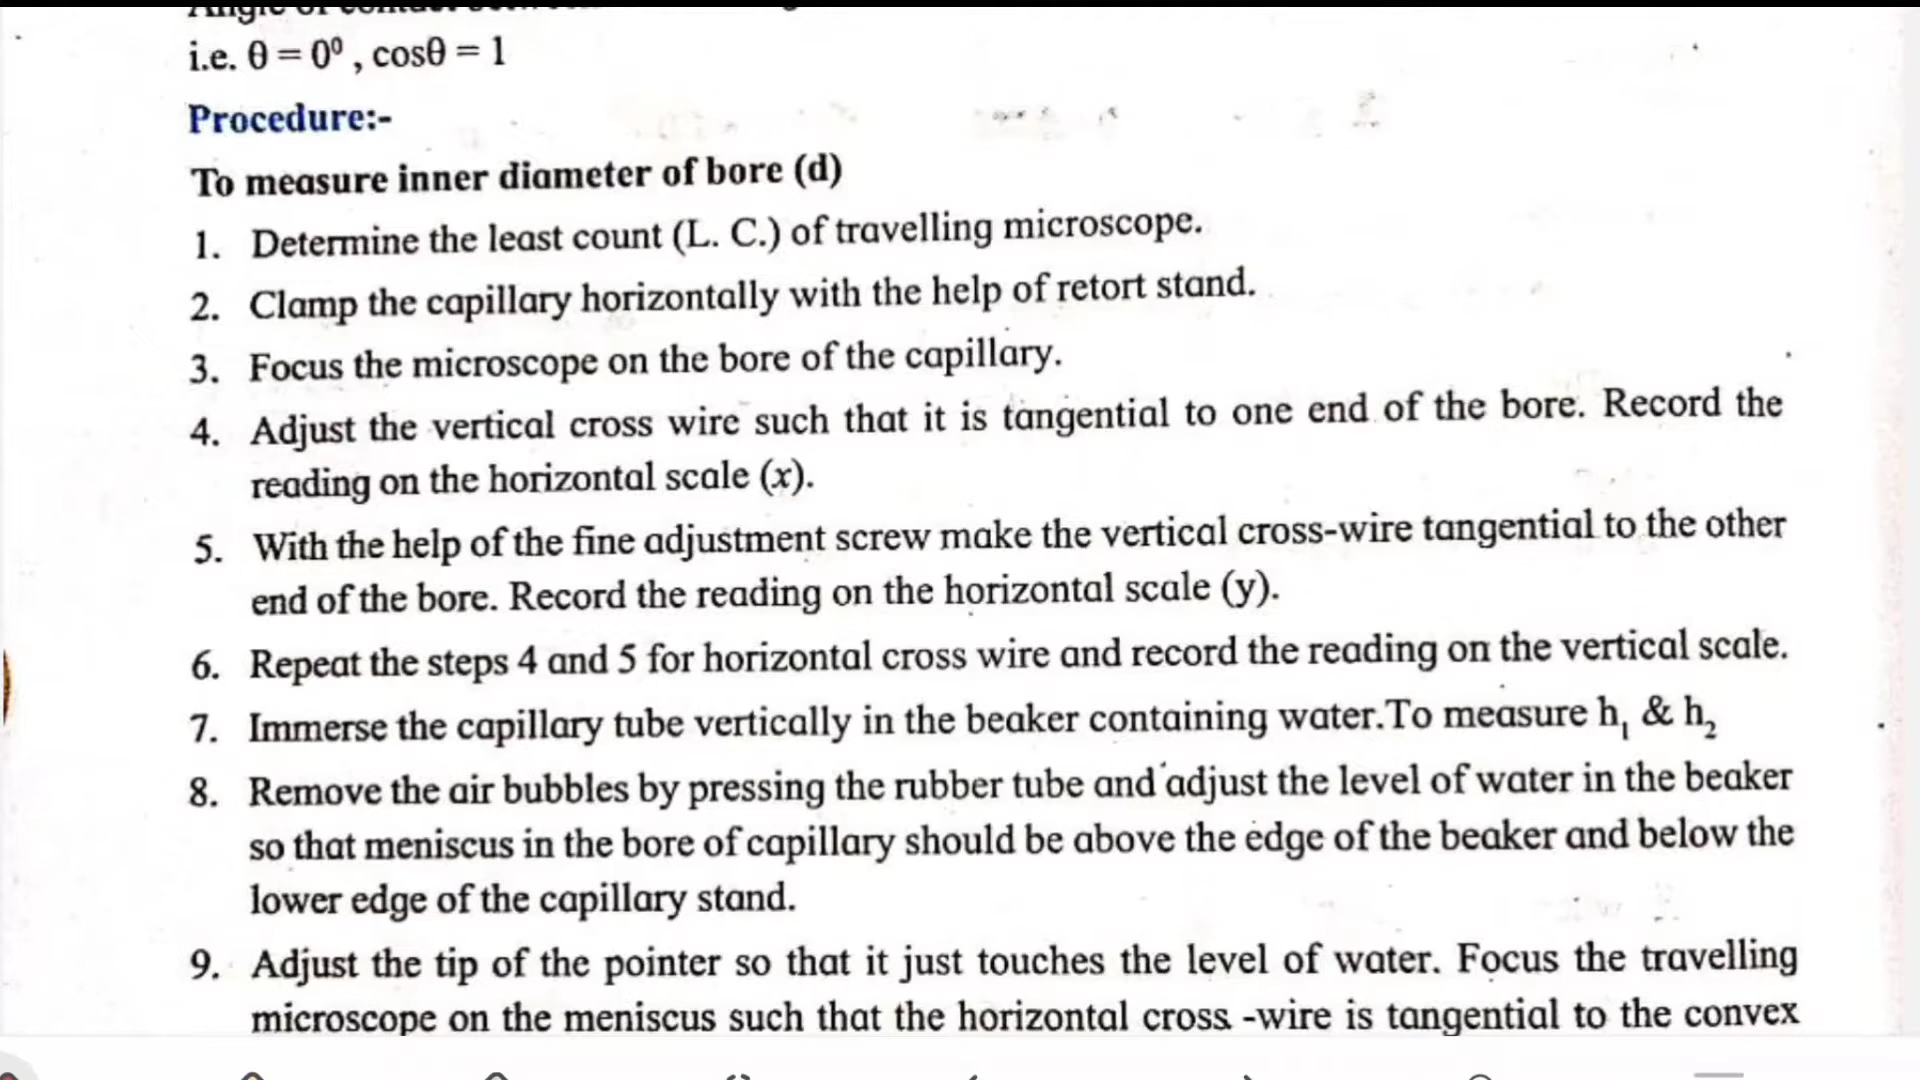 i.e. θ = 0⁰ , cosθ = 1
Procedure:-
To measure inner diameter of bore (d)
1. Determine the least count (L. C.) of travelling microscope.
2. Clamp the capillary horizontally with the help of retort stand.
3. Focus the microscope on the bore of the capillary.
4. Adjust the vertical cross wire such that it is tangential to one end of the bore. Record the
reading on the horizontal scale (x).
5. With the help of the fine adjustment screw make the vertical cross-wire tangential to the other
end of the bore. Record the reading on the horizontal scale (y).
6. Repeat the steps 4 and 5 for horizontal cross wire and record the reading on the vertical scale.
7. Immerse the capillary tube vertically in the beaker containing water.To measure h₁ & h₂
8. Remove the air bubbles by pressing the rubber tube and adjust the level of water in the beaker
so that meniscus in the bore of capillary should be above the edge of the beaker and below the
lower edge of the capillary stand.
9. Adjust the tip of the pointer so that it just touches the level of water. Focus the travelling
microscope on the meniscus such that the horizontal cross -wire is tangential to the convex